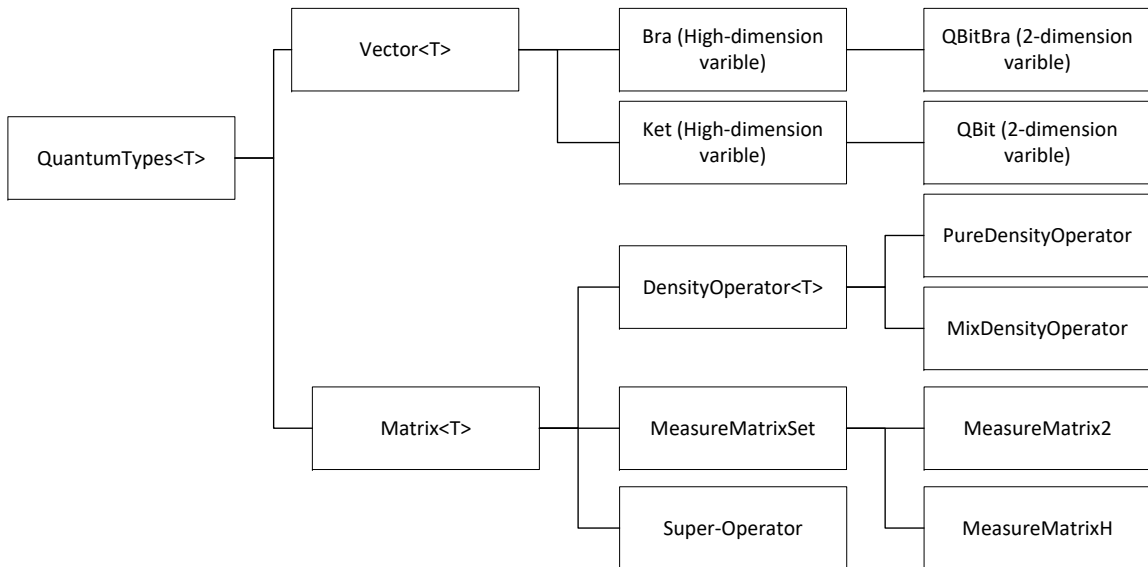 Vector<T>
Bra (High-dimension
varible)
QBitBra (2-dimension
varible)
QuantumTypes<T>
Ket (High-dimension
varible)
QBit (2-dimension
varible)
PureDensityOperator
DensityOperator<T>
MixDensityOperator
Matrix<T>
MeasureMatrixSet
MeasureMatrix2
Super-Operator
MeasureMatrixH